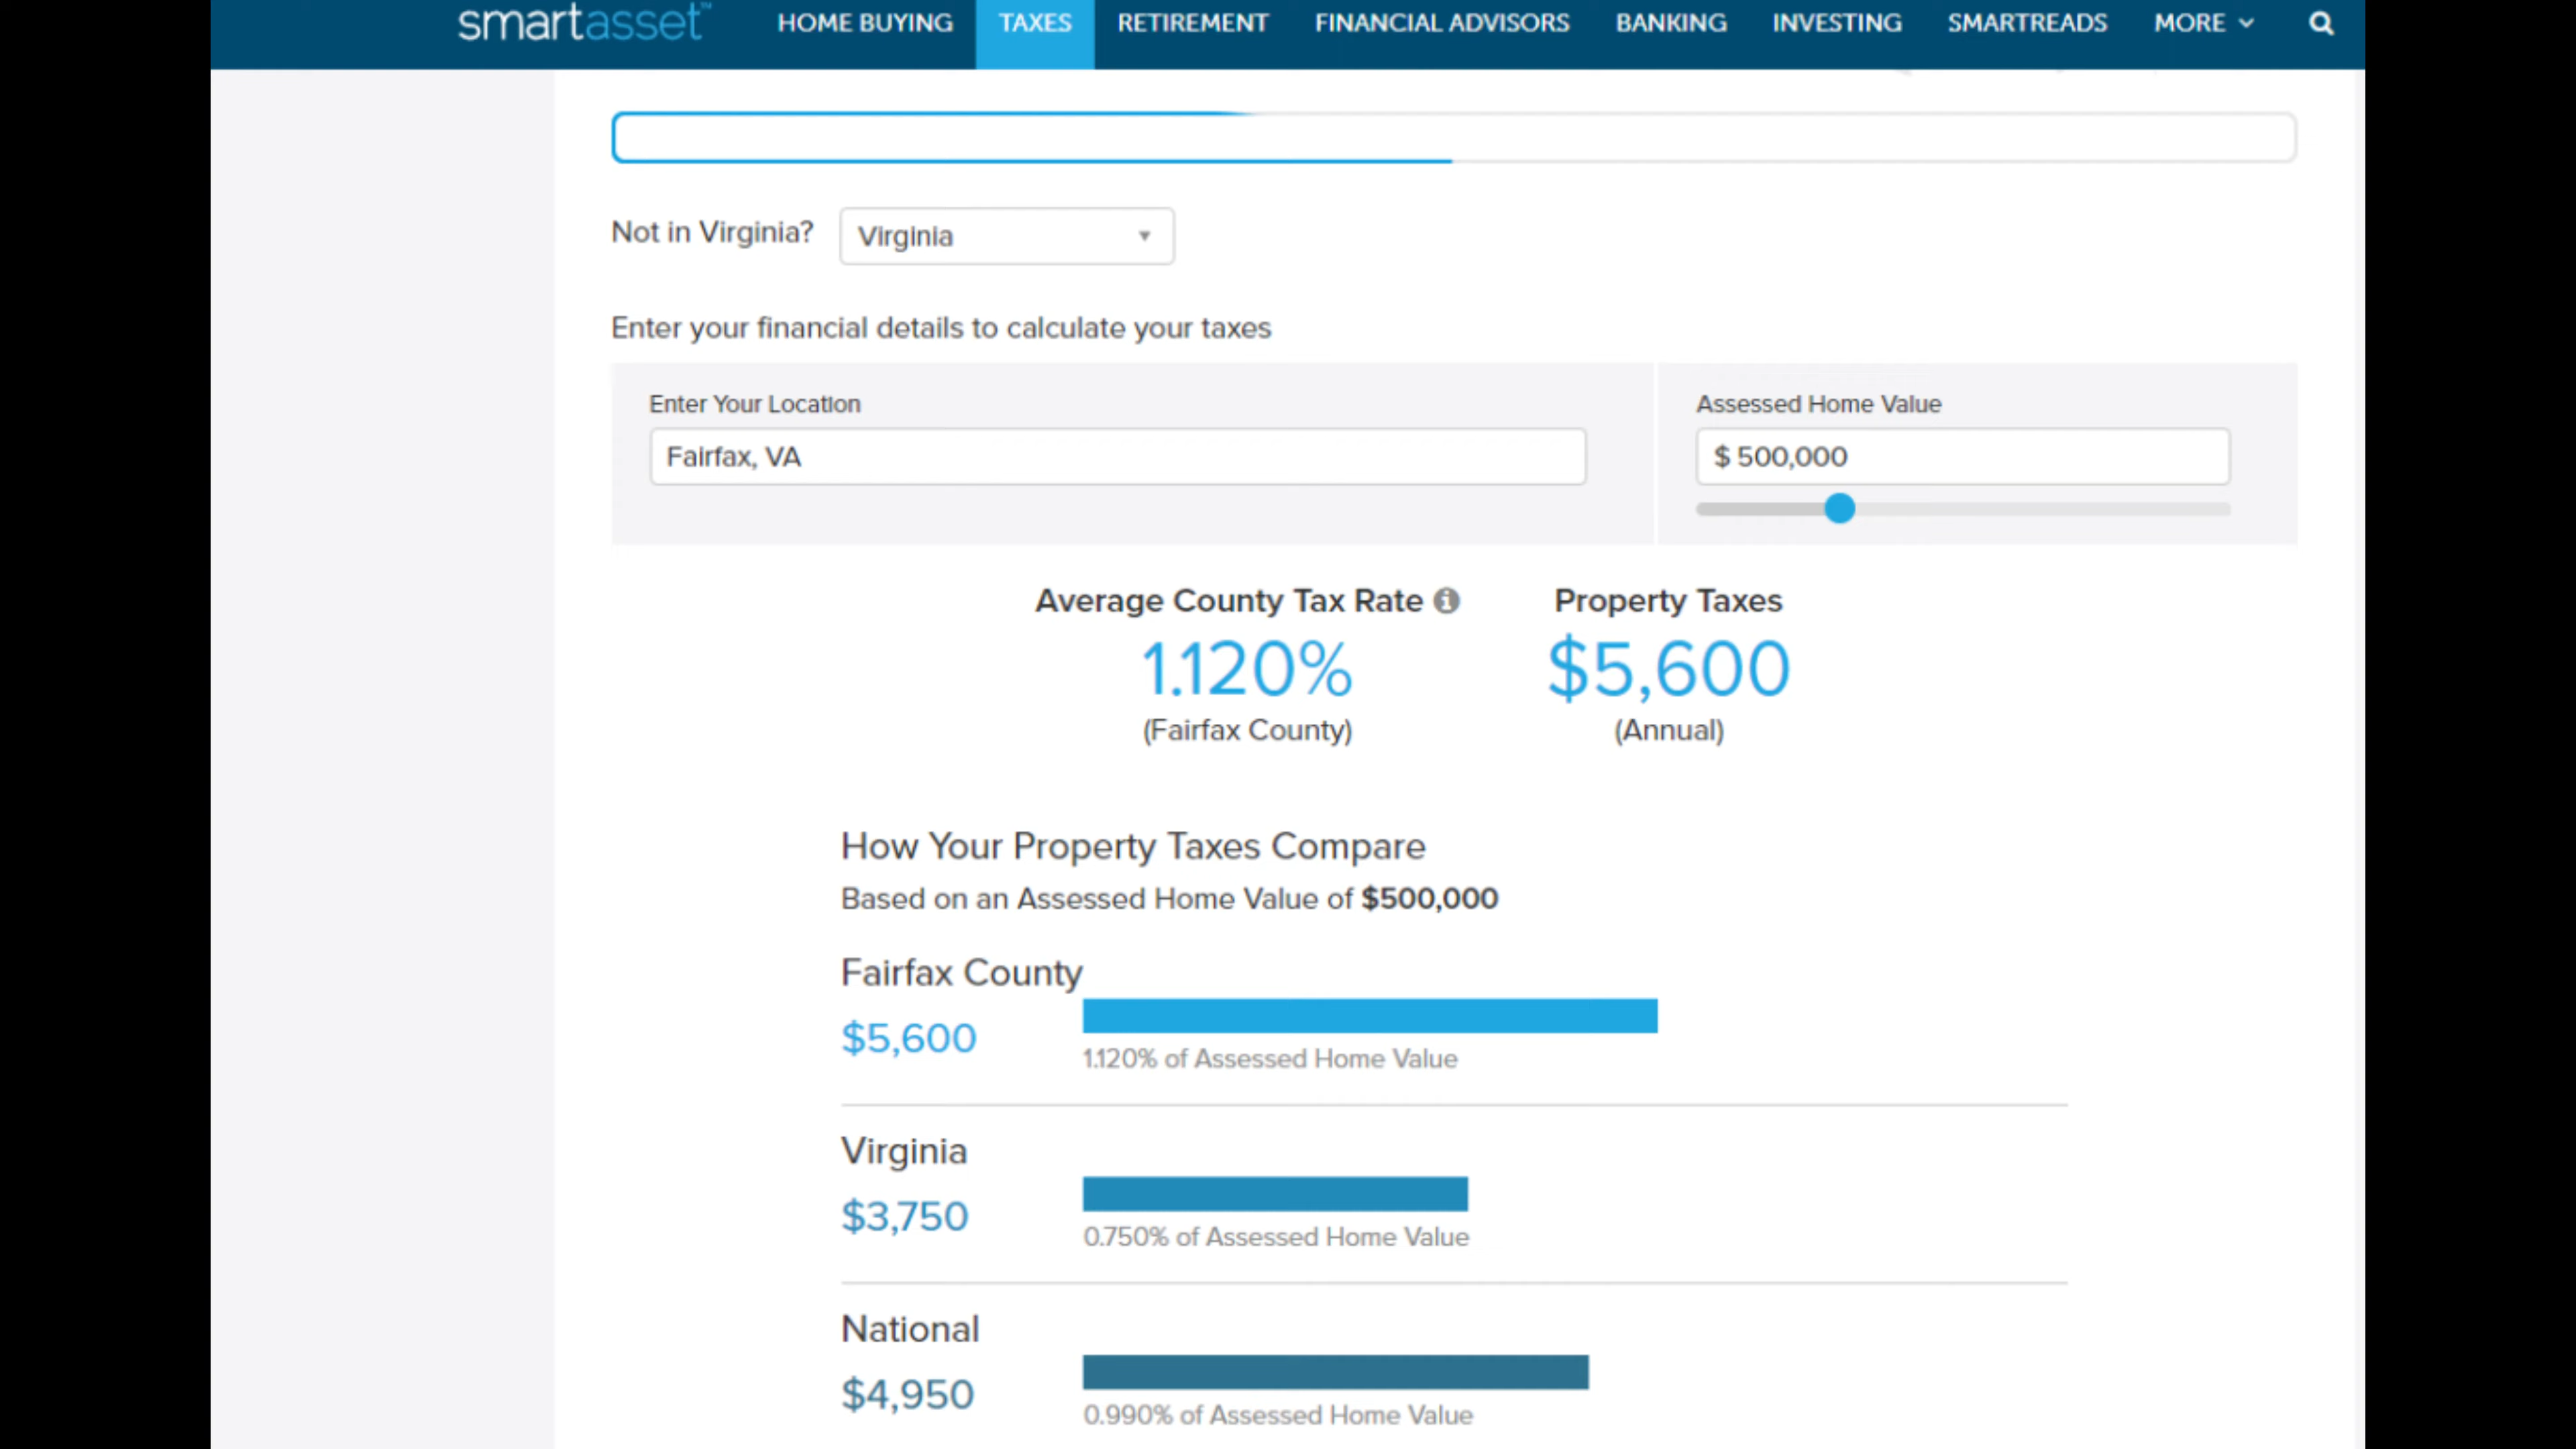 smartasset™ HOME BUYING TAXES RETIREMENT FINANCIAL ADVISORS BANKING INVESTING SMARTREADS MORE
Not in Virginia? Virginia
Enter your financial details to calculate your taxes
Enter Your Location
Fairfax, VA
Assessed Home Value
$ 500,000
Average County Tax Rate
1.120%
(Fairfax County)
Property Taxes
$5,600
(Annual)
How Your Property Taxes Compare
Based on an Assessed Home Value of $500,000
Fairfax County
$5,600
1.120% of Assessed Home Value
Virginia
$3,750
0.750% of Assessed Home Value
National
$4,950
0.990% of Assessed Home Value